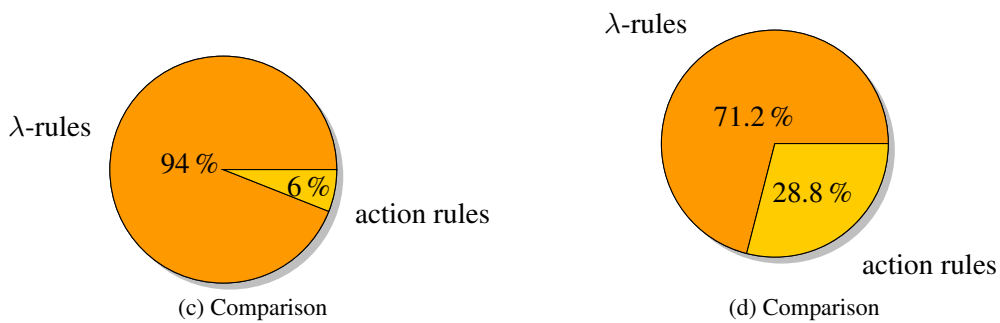 λ-rules
94 %
6 %
action rules
(c) Comparison
λ-rules
71.2 %
28.8 %
action rules
(d) Comparison